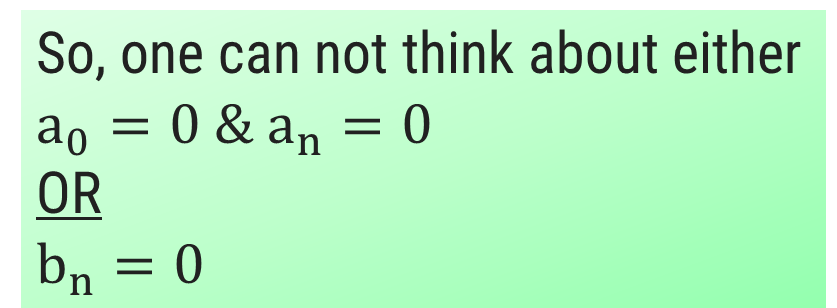 So, one can not think about either
a₀ = 0 & aₙ = 0
OR
bₙ = 0